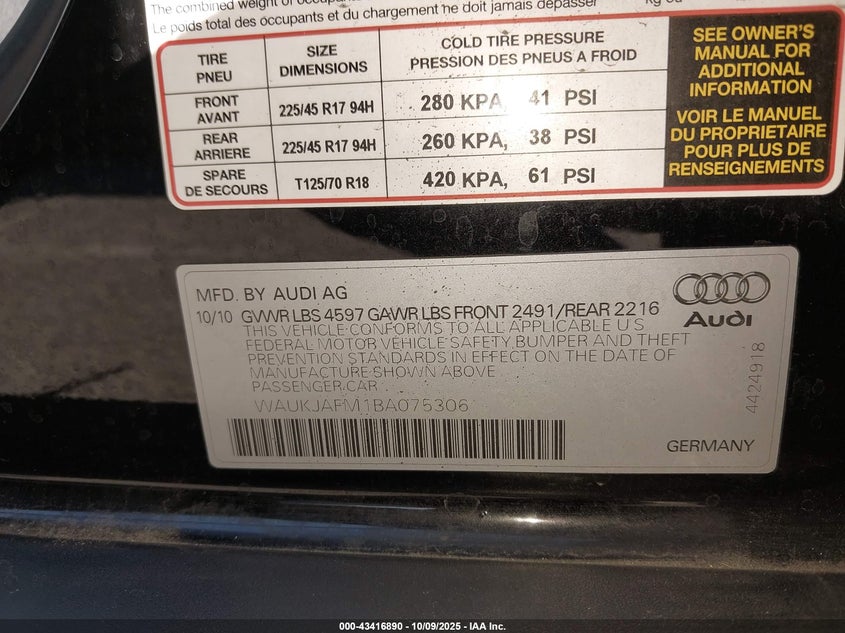 The combined weight of
Le poids total des occupants et du chargement ne doit jamais dépasser
TIRE
PNEU
SIZE
DIMENSIONS
COLD TIRE PRESSURE
PRESSION DES PNEUS A FROID
FRONT
AVANT
225/45 R17 94H
280 KPA, 41 PSI
REAR
ARRIERE
225/45 R17 94H
260 KPA, 38 PSI
SPARE
DE SECOURS
T125/70 R18
420 KPA, 61 PSI
SEE OWNER'S
MANUAL FOR
ADDITIONAL
INFORMATION
VOIR LE MANUEL
DU PROPRIETAIRE
POUR PLUS DE
RENSEIGNEMENTS
MFD. BY AUDI AG
10/10 GVWR LBS 4597 GAWR LBS FRONT 2491/REAR 2216
THIS VEHICLE CONFORMS TO ALL APPLICABLE U S
FEDERAL MOTOR VEHICLE SAFETY BUMPER AND THEFT
PREVENTION STANDARDS IN EFFECT ON THE DATE OF
MANUFACTURE SHOWN ABOVE
PASSENGER CAR
WAUKJAFM1BA075306
Audi
4424918
GERMANY
000-43416890 - 10/09/2025 - IAA Inc.